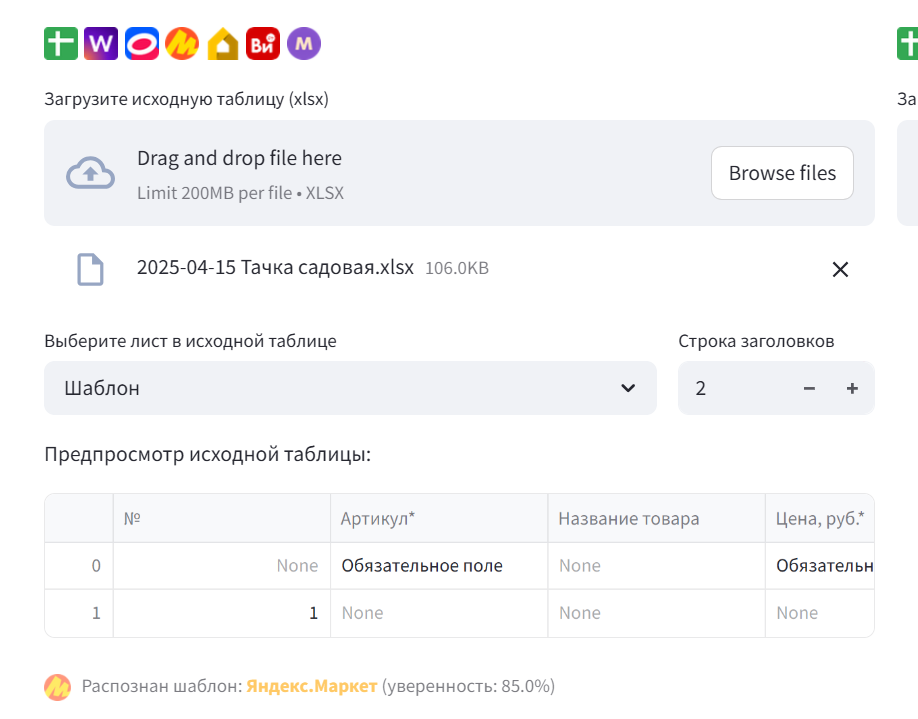 W Ви M
Загрузите исходную таблицу (xlsx)
За
Drag and drop file here
Limit 200MB per file • XLSX
Browse files
2025-04-15 Тачка садовая.xlsx 106.0KB
Выберите лист в исходной таблице
Строка заголовков
Шаблон
2
Предпросмотр исходной таблицы:
№ Артикул* Название товара Цена, руб.*
0 None Обязательное поле None Обязательн
1 1 None None None
Распознан шаблон: Яндекс.Маркет (уверенность: 85.0%)